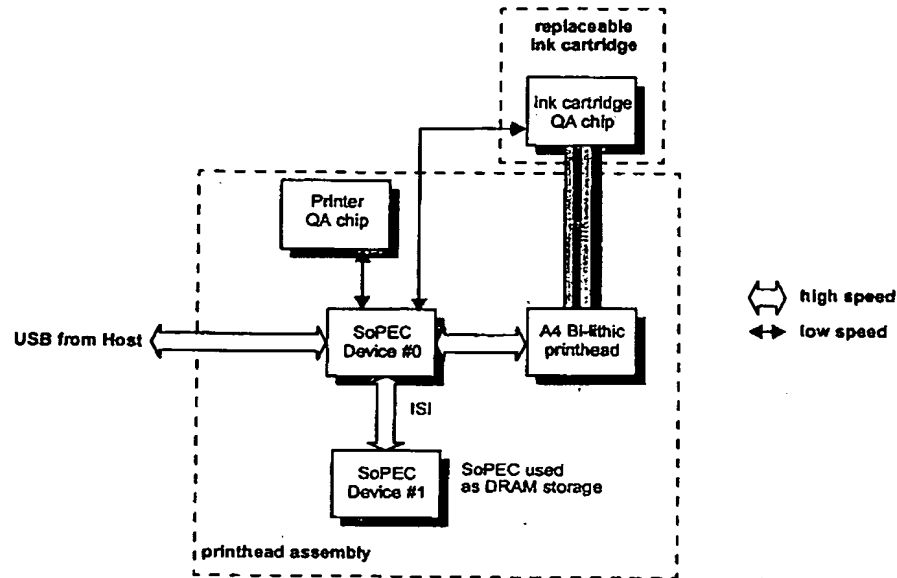 replaceable
ink cartridge
Ink cartridge
QA chip
Printer
QA chip
high speed
low speed
USB from Host
SoPEC
Device #0
A4 Bi-lithic
printhead
ISI
SoPEC
Device #1
SoPEC used
as DRAM storage
printhead assembly